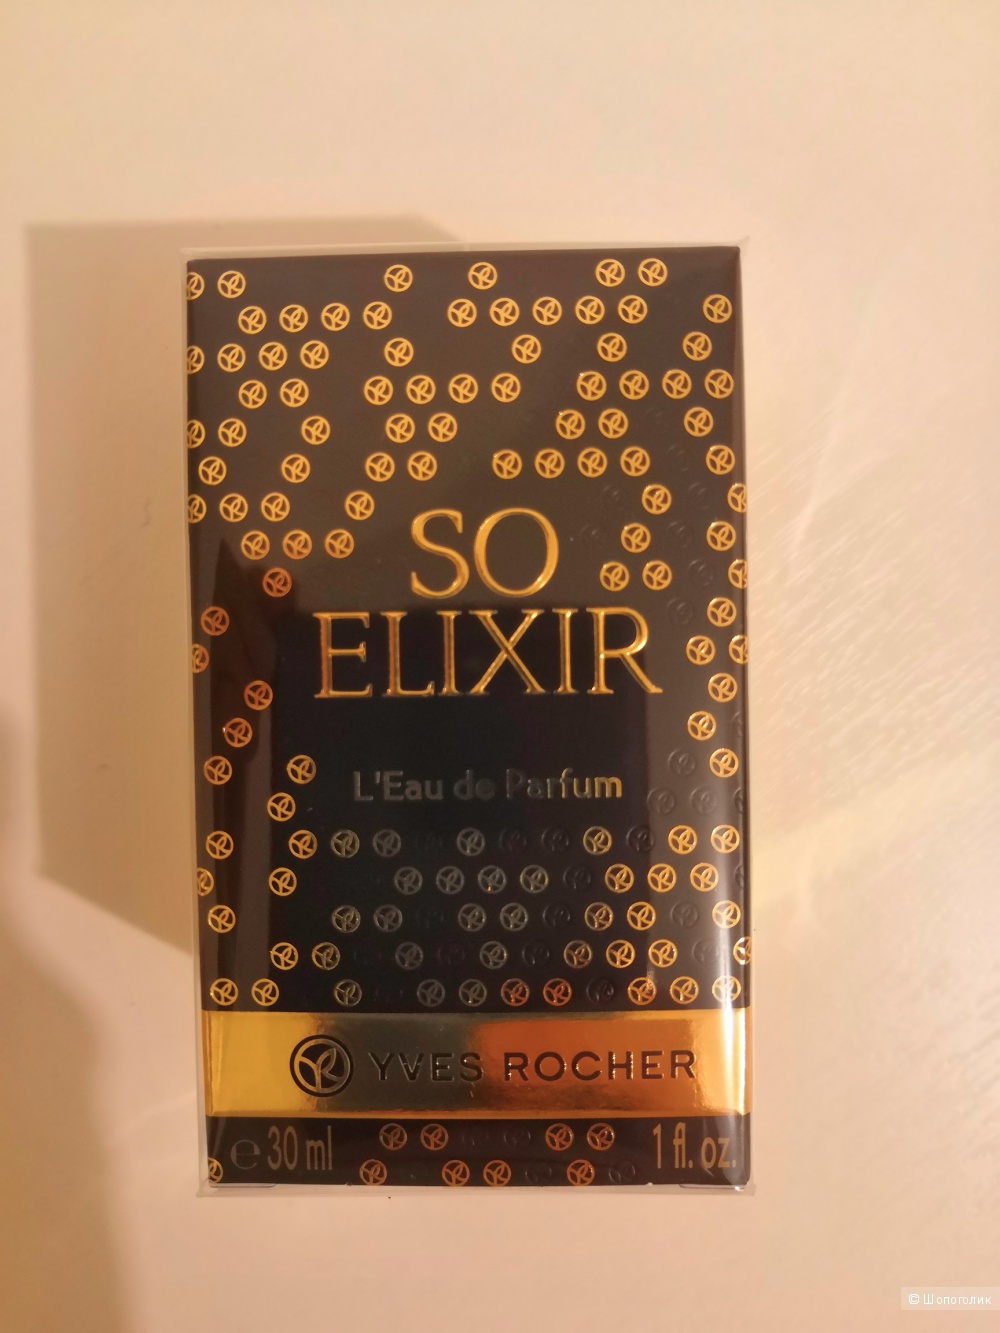 SO
ELIXIR
L'Eau de Parfum
YVES ROCHER
℮ 30 ml 1 fl. oz.
© Шопоголик